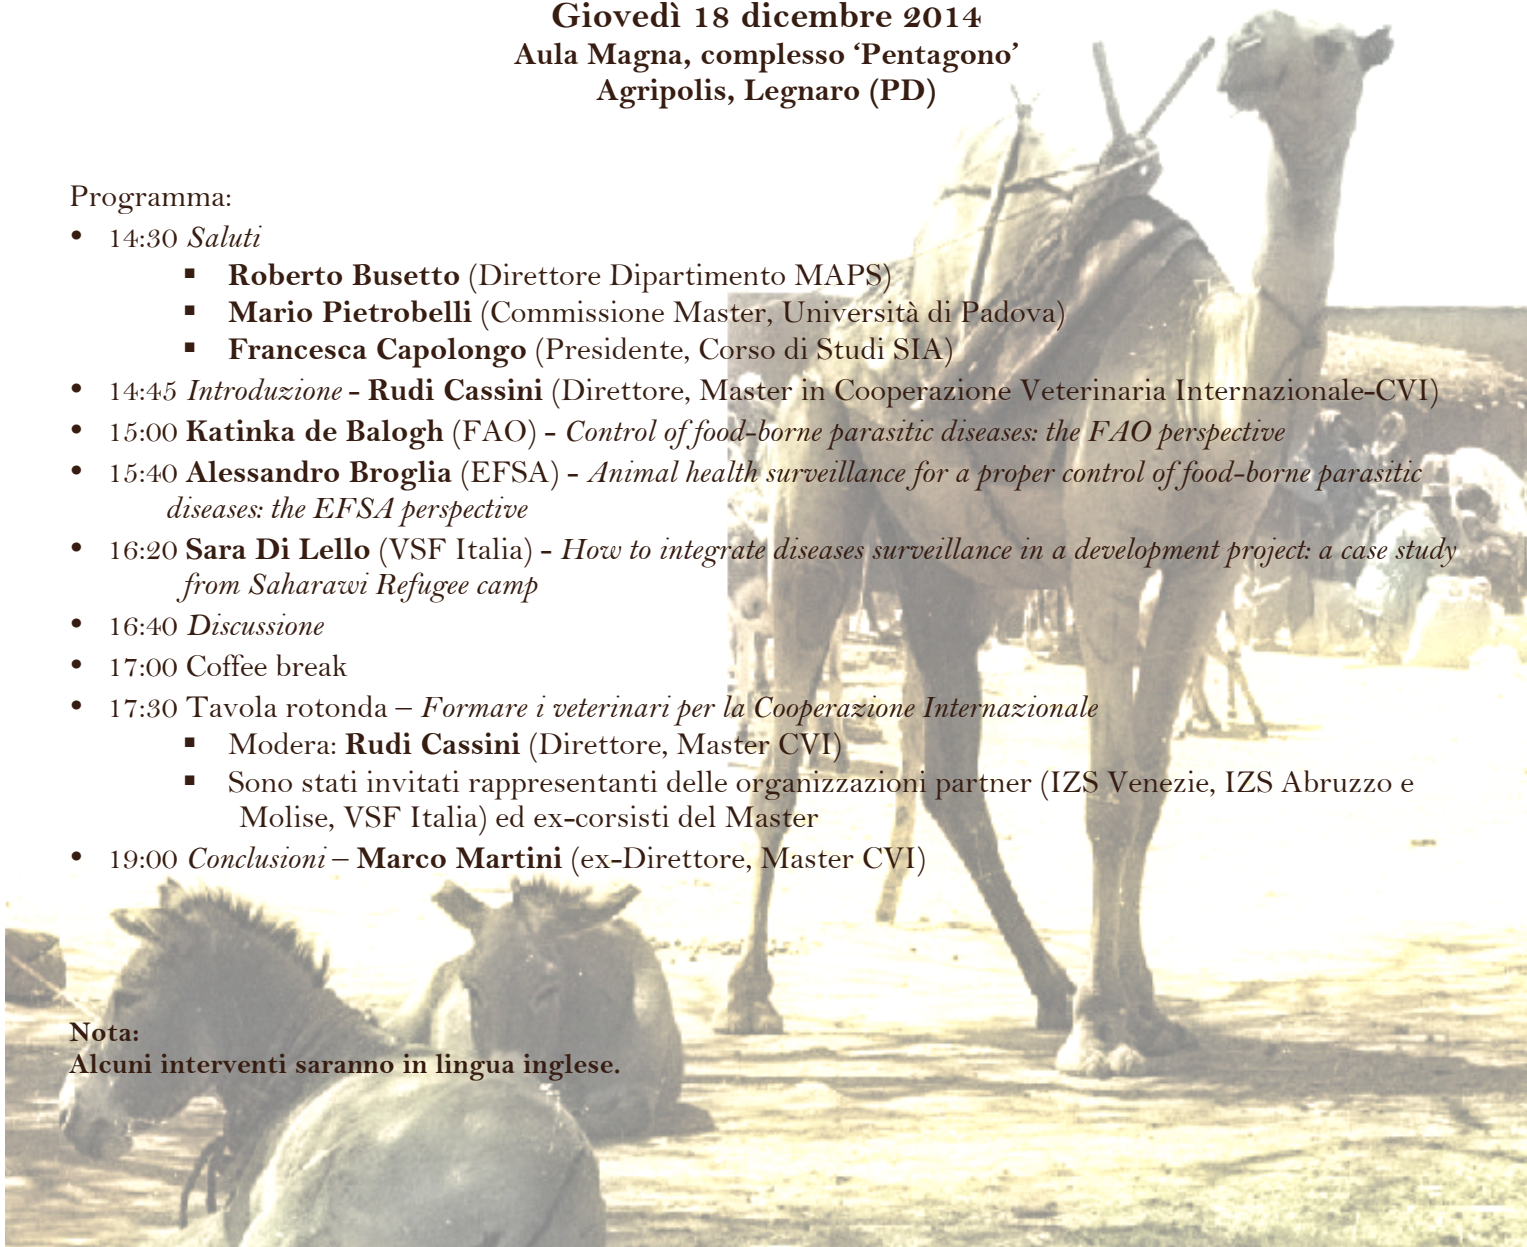 Giovedì 18 dicembre 2014
Aula Magna, complesso ‘Pentagono’
Agripolis, Legnaro (PD)
Programma:
• 14:30 Saluti
▪ Roberto Busetto (Direttore Dipartimento MAPS)
▪ Mario Pietrobelli (Commissione Master, Università di Padova)
▪ Francesca Capolongo (Presidente, Corso di Studi SIA)
• 14:45 Introduzione - Rudi Cassini (Direttore, Master in Cooperazione Veterinaria Internazionale-CVI)
• 15:00 Katinka de Balogh (FAO) - Control of food-borne parasitic diseases: the FAO perspective
• 15:40 Alessandro Broglia (EFSA) - Animal health surveillance for a proper control of food-borne parasitic
diseases: the EFSA perspective
• 16:20 Sara Di Lello (VSF Italia) - How to integrate diseases surveillance in a development project: a case study
from Saharawi Refugee camp
• 16:40 Discussione
• 17:00 Coffee break
• 17:30 Tavola rotonda – Formare i veterinari per la Cooperazione Internazionale
▪ Modera: Rudi Cassini (Direttore, Master CVI)
▪ Sono stati invitati rappresentanti delle organizzazioni partner (IZS Venezie, IZS Abruzzo e
Molise, VSF Italia) ed ex-corsisti del Master
• 19:00 Conclusioni – Marco Martini (ex-Direttore, Master CVI)
Nota:
Alcuni interventi saranno in lingua inglese.